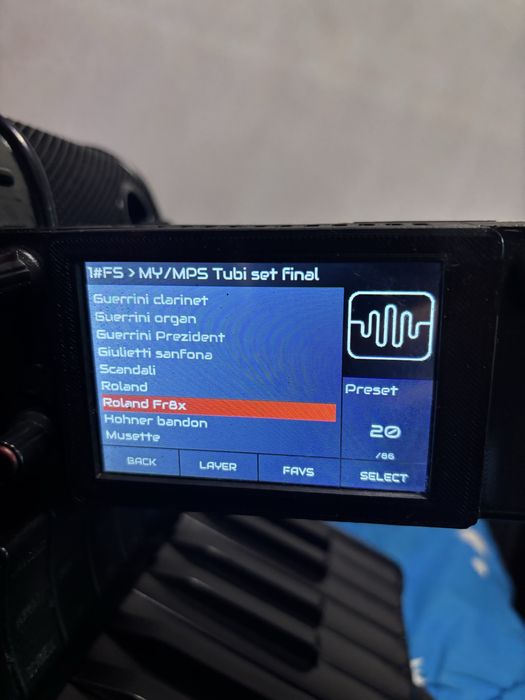 1#FS > MY/MPS Tubi set final
Guerrini clarinet
Guerrini organ
Guerrini Prezident
Giulietti sanfona
Scandali
Roland
Roland Fr8x
Hohner bandon
Musette
Preset
20
/86
BACK
LAYER
FAVS
SELECT